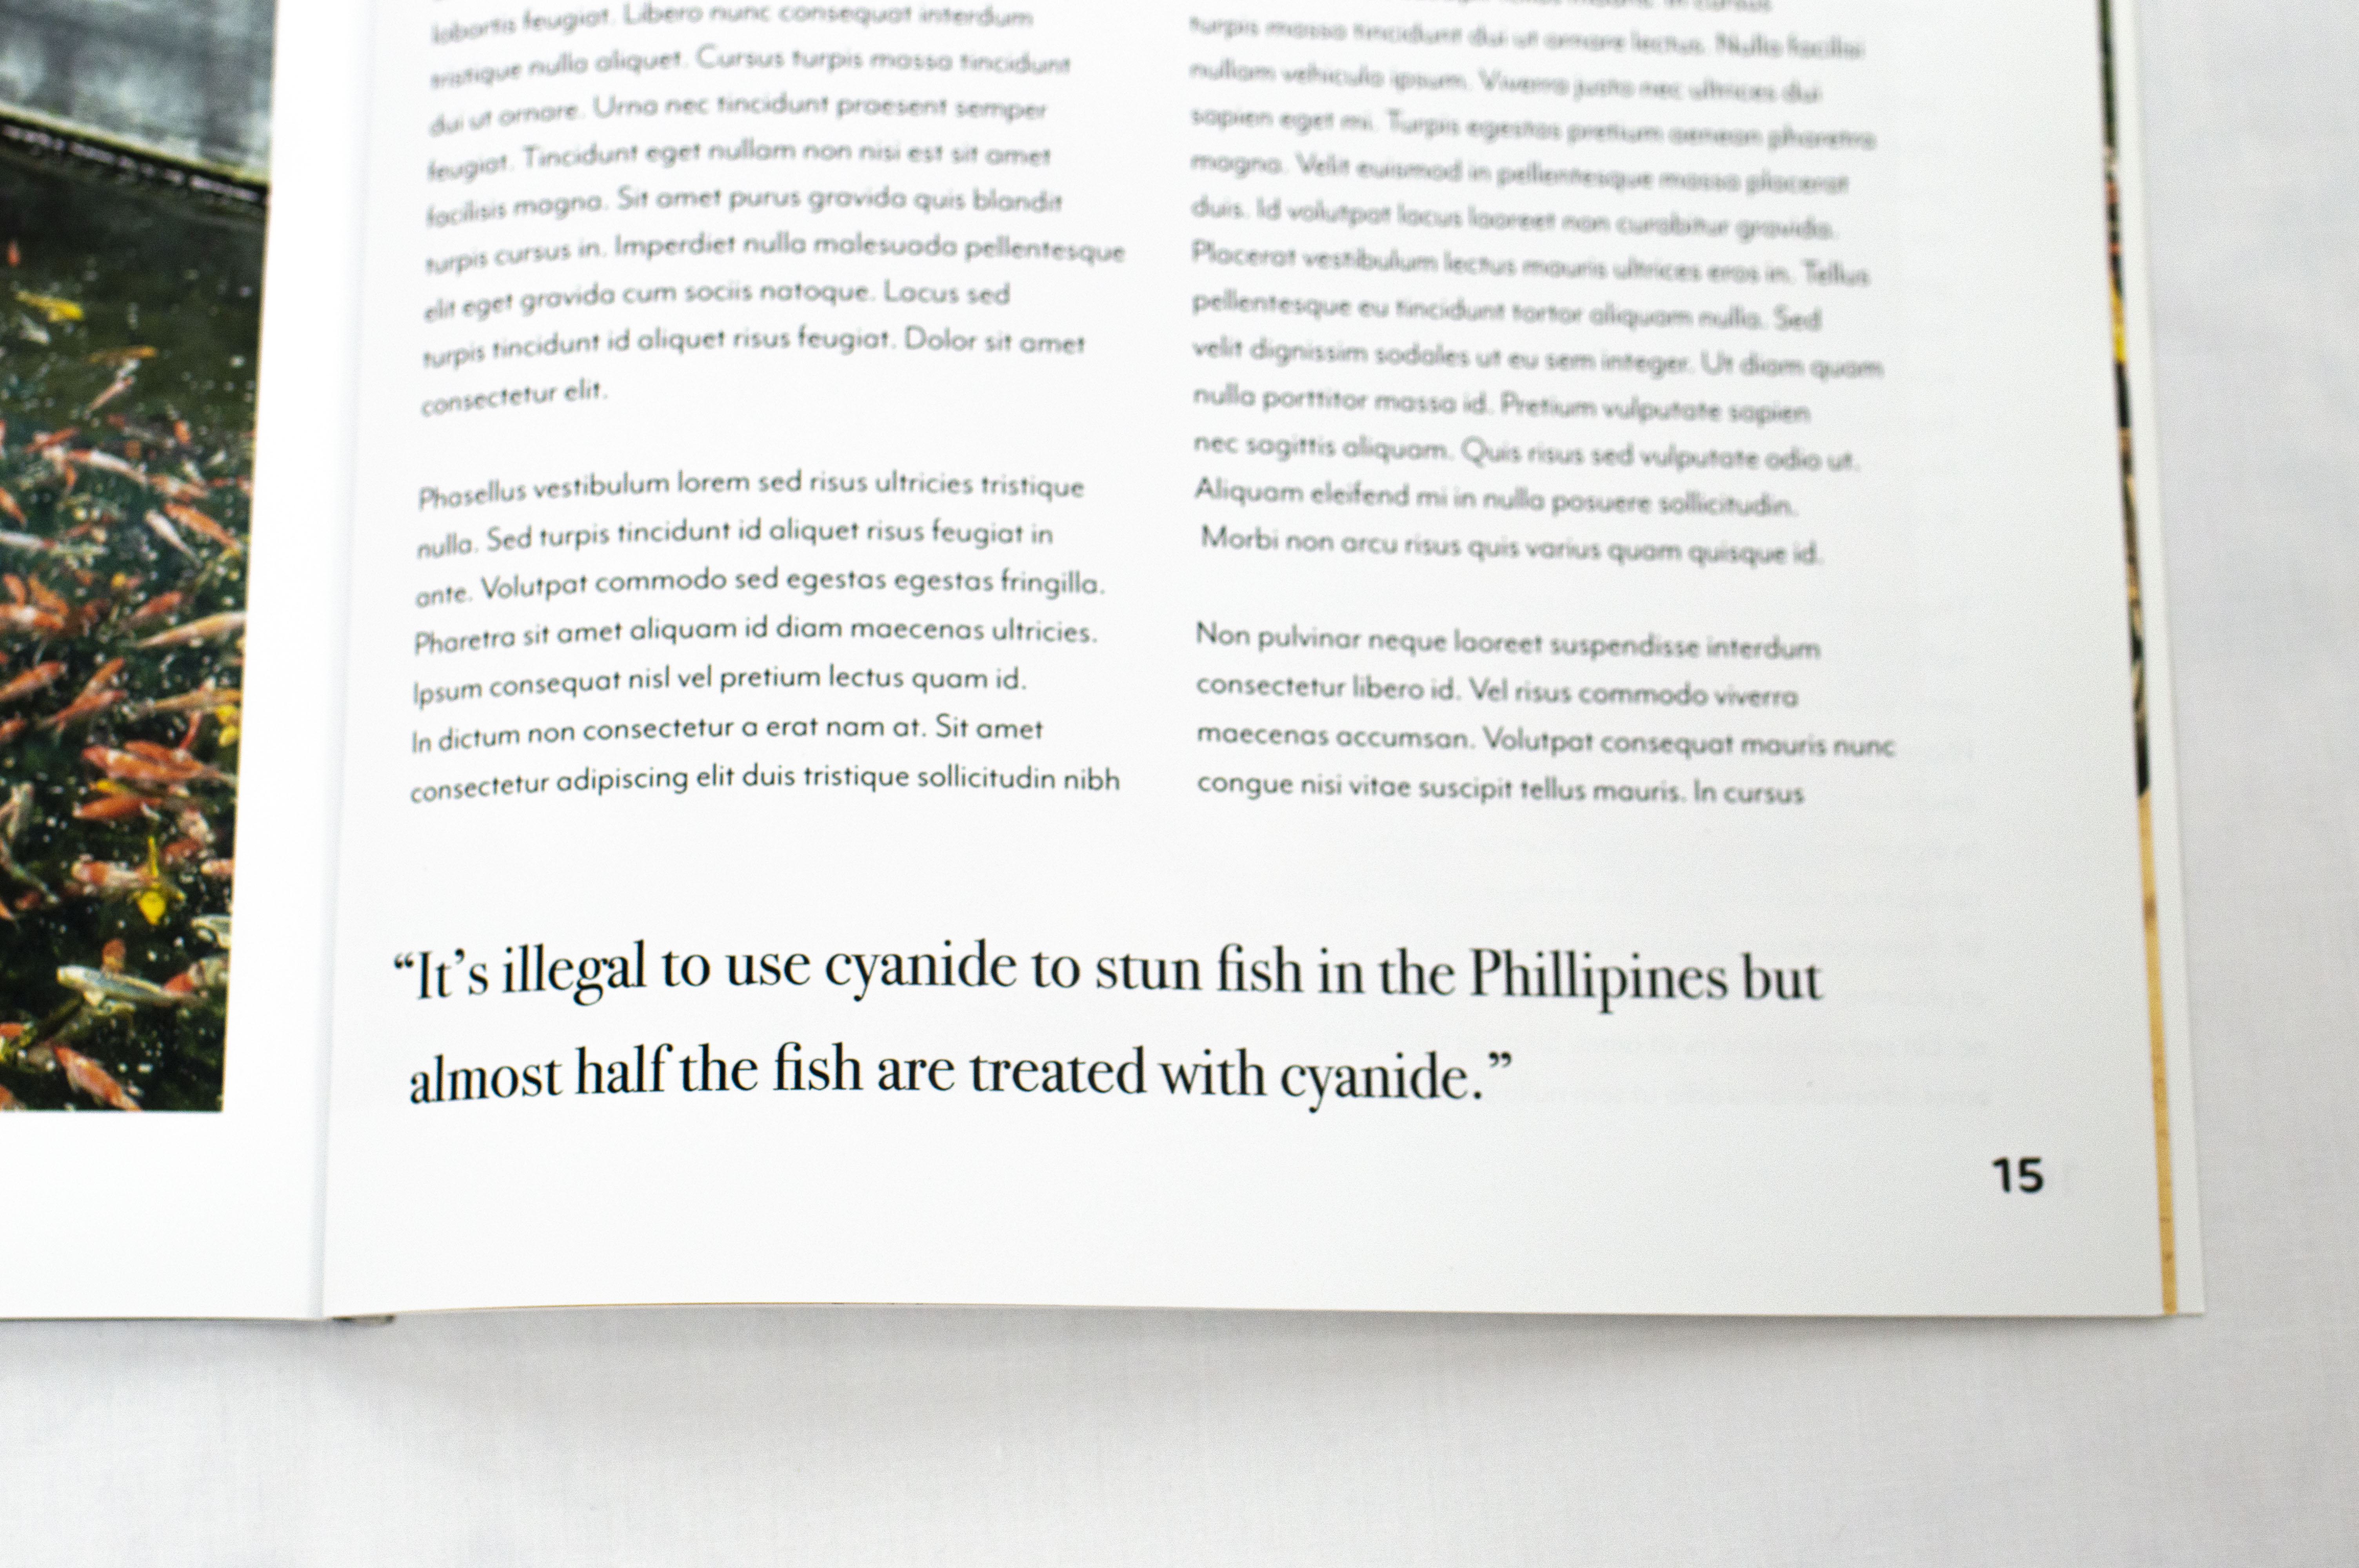 lobortis feugiat. Libero nunc consequat interdum
tristique nulla aliquet. Cursus turpis massa tincidunt
dui ut ornare. Urna nec tincidunt praesent semper
feugiat. Tincidunt eget nullam non nisi est sit amet
facilisis magna. Sit amet purus gravida quis blandit
turpis cursus in. Imperdiet nulla malesuada pellentesque
elit eget gravida cum sociis natoque. Lacus sed
turpis tincidunt id aliquet risus feugiat. Dolor sit amet
consectetur elit.
Phasellus vestibulum lorem sed risus ultricies tristique
nulla. Sed turpis tincidunt id aliquet risus feugiat in
ante. Volutpat commodo sed egestas egestas fringilla.
Pharetra sit amet aliquam id diam maecenas ultricies.
Ipsum consequat nisl vel pretium lectus quam id.
In dictum non consectetur a erat nam at. Sit amet
consectetur adipiscing elit duis tristique sollicitudin nibh
turpis massa tincidunt dui ut ornare lectus. Nulla facilisi
nullam vehicula ipsum. Viverra justo nec ultrices dui
sapien eget mi. Turpis egestas pretium aenean pharetra
magna. Velit euismod in pellentesque massa placerat
duis. Id volutpat lacus laoreet non curabitur gravida.
Placerat vestibulum lectus mauris ultrices eros in. Tellus
pellentesque eu tincidunt tortor aliquam nulla. Sed
velit dignissim sodales ut eu sem integer. Ut diam quam
nulla porttitor massa id. Pretium vulputate sapien
nec sagittis aliquam. Quis risus sed vulputate odio ut.
Aliquam eleifend mi in nulla posuere sollicitudin.
Morbi non arcu risus quis varius quam quisque id.
Non pulvinar neque laoreet suspendisse interdum
consectetur libero id. Vel risus commodo viverra
maecenas accumsan. Volutpat consequat mauris nunc
congue nisi vitae suscipit tellus mauris. In cursus
“It’s illegal to use cyanide to stun fish in the Phillipines but
almost half the fish are treated with cyanide.”
15